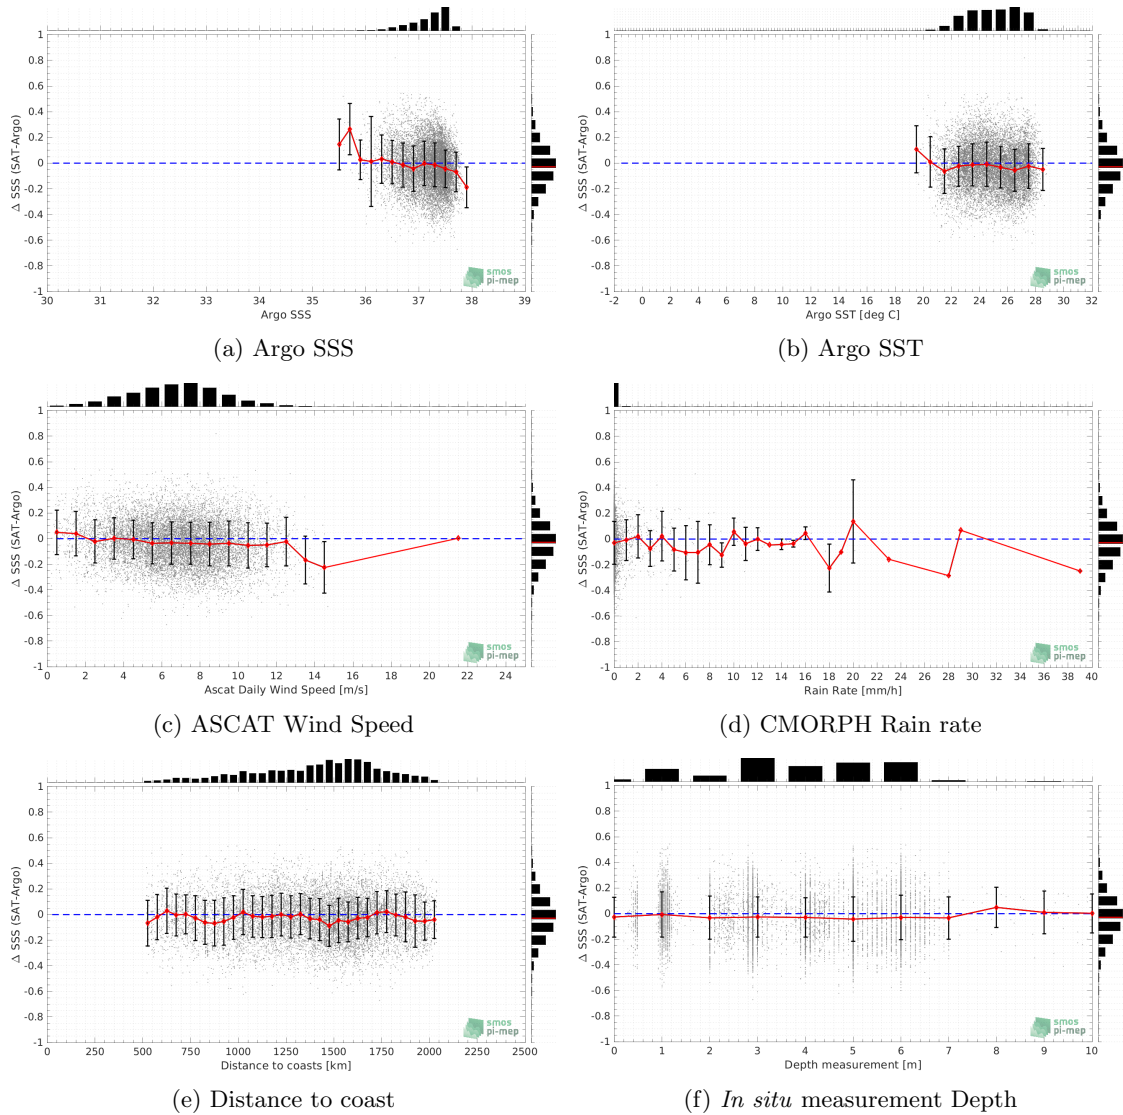 1
0.8
0.6
0.4
0.2
0
-0.2
-0.4
-0.6
-0.8
-1
Δ SSS (SAT-Argo)
30 31 32 33 34 35 36 37 38 39
Argo SSS
smos
pi-mep
(a) Argo SSS
1
0.8
0.6
0.4
0.2
0
-0.2
-0.4
-0.6
-0.8
-1
Δ SSS (SAT-Argo)
-2 0 2 4 6 8 10 12 14 16 18 20 22 24 26 28 30 32
Argo SST [deg C]
smos
pi-mep
(b) Argo SST
1
0.8
0.6
0.4
0.2
0
-0.2
-0.4
-0.6
-0.8
-1
Δ SSS (SAT-Argo)
0 2 4 6 8 10 12 14 16 18 20 22 24
Ascat Daily Wind Speed [m/s]
smos
pi-mep
(c) ASCAT Wind Speed
1
0.8
0.6
0.4
0.2
0
-0.2
-0.4
-0.6
-0.8
-1
Δ SSS (SAT-Argo)
0 2 4 6 8 10 12 14 16 18 20 22 24 26 28 30 32 34 36 38 40
Rain Rate [mm/h]
smos
pi-mep
(d) CMORPH Rain rate
1
0.8
0.6
0.4
0.2
0
-0.2
-0.4
-0.6
-0.8
-1
Δ SSS (SAT-Argo)
0 250 500 750 1000 1250 1500 1750 2000 2250 2500
Distance to coasts [km]
smos
pi-mep
(e) Distance to coast
1
0.8
0.6
0.4
0.2
0
-0.2
-0.4
-0.6
-0.8
-1
Δ SSS (SAT-Argo)
0 1 2 3 4 5 6 7 8 9 10
Depth measurement [m]
smos
pi-mep
(f) In situ measurement Depth